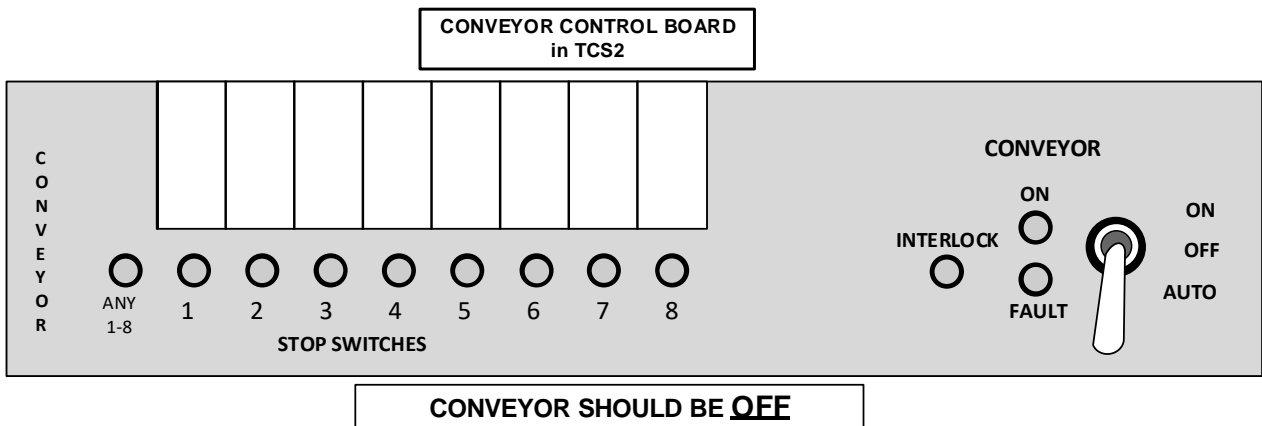 CONVEYOR CONTROL BOARD
in TCS2
CONVEYOR
CONVEYOR
ON
ON
INTERLOCK
OFF
AUTO
FAULT
ANY
1-8
1 2 3 4 5 6 7 8
STOP SWITCHES
CONVEYOR SHOULD BE OFF